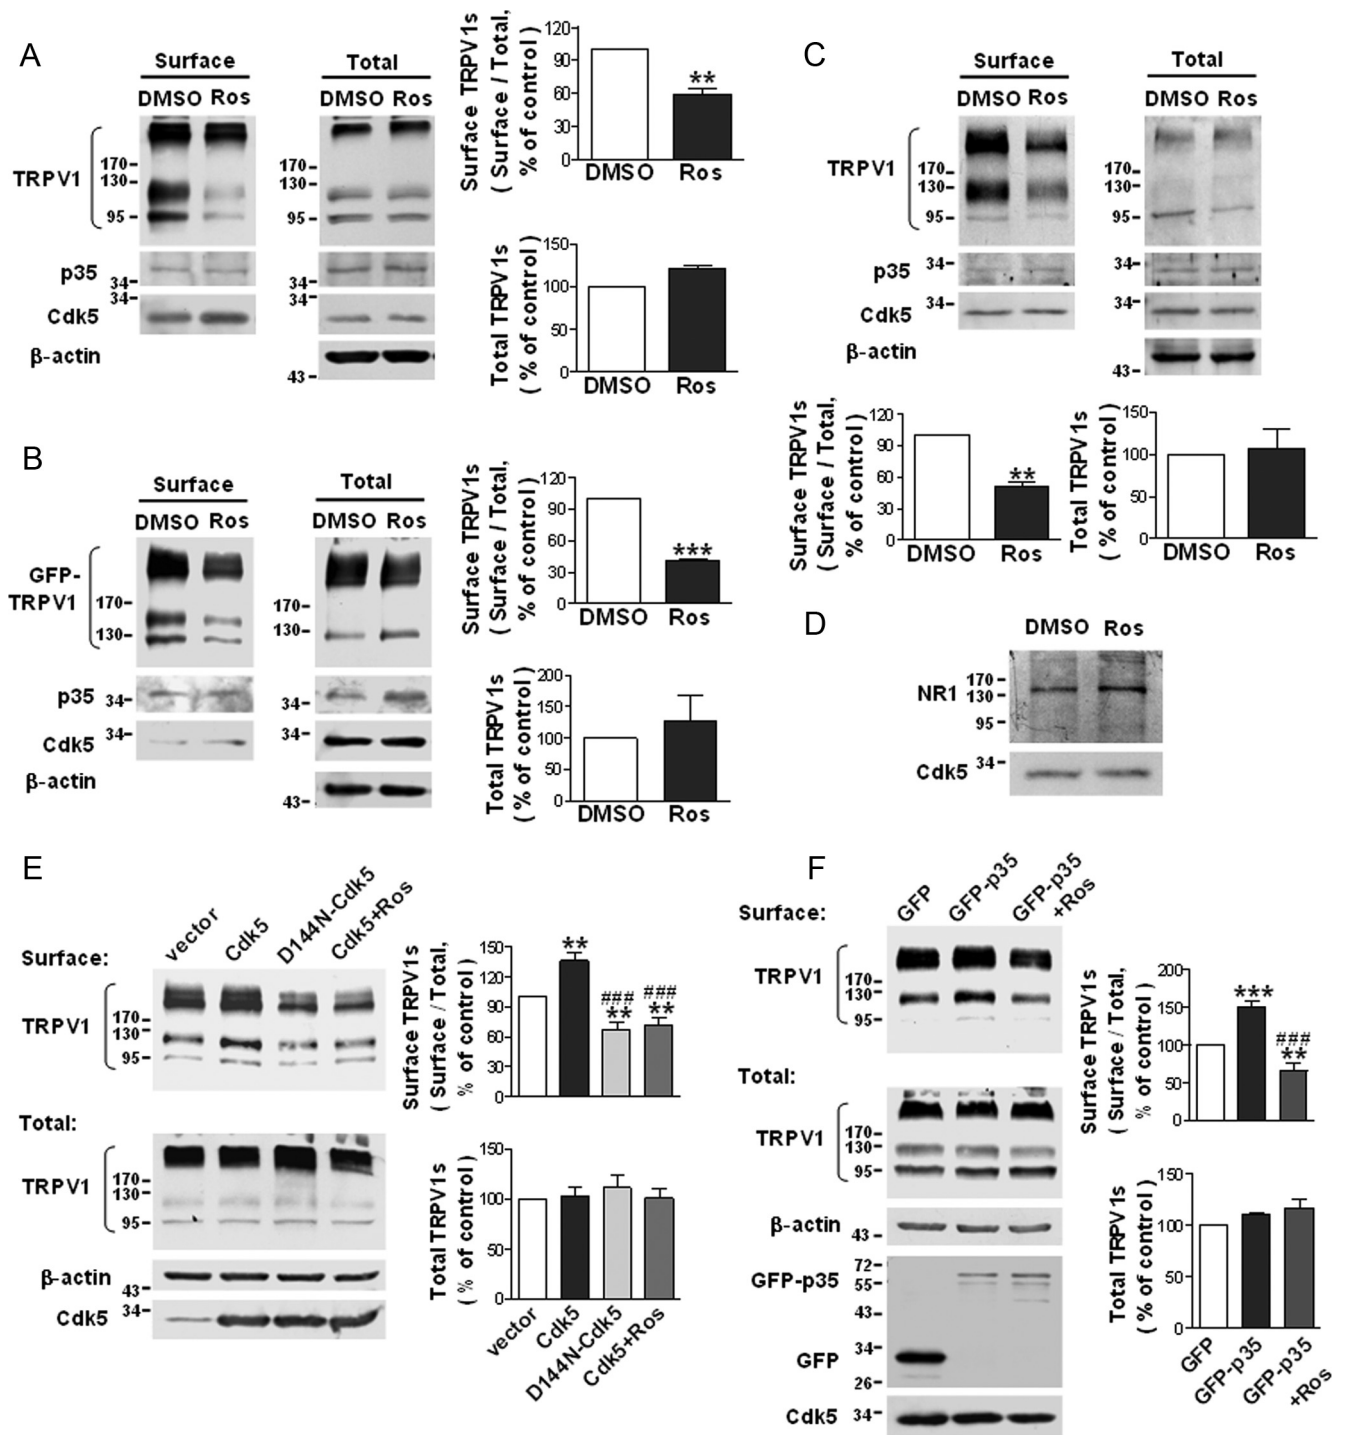 A
Surface
Total
DMSO Ros
DMSO Ros
TRPV1
170
130
95
170
130
95
p35
34
34
Cdk5
34
34
β-actin
43
Surface TRPV1s
( Surface / Total,
% of control )
120
90
60
30
0
**
DMSO Ros
Total TRPV1s
( % of control )
150
100
50
0
DMSO Ros
B
Surface
Total
DMSO Ros
DMSO Ros
GFP-
TRPV1
170
130
170
130
p35
34
34
Cdk5
34
34
β-actin
43
Surface TRPV1s
( Surface / Total,
% of control )
120
90
60
30
0
***
DMSO Ros
Total TRPV1s
( % of control )
200
150
100
50
0
DMSO Ros
C
Surface
Total
DMSO Ros
DMSO Ros
TRPV1
170
130
95
170
130
95
p35
34
34
Cdk5
34
34
β-actin
43
Surface TRPV1s
( Surface / Total,
% of control )
120
90
60
30
0
**
DMSO Ros
Total TRPV1s
( % of control )
150
100
50
0
DMSO Ros
D
DMSO Ros
NR1
170
130
95
Cdk5
34
E
vector
Cdk5
D144N-Cdk5
Cdk5+Ros
Surface:
TRPV1
170
130
95
Total:
TRPV1
170
130
95
β-actin
43
Cdk5
34
Surface TRPV1s
( Surface / Total,
% of control )
150
120
90
60
30
0
**
###
**
###
**
Total TRPV1s
( % of control )
150
100
50
0
vector
Cdk5
D144N-Cdk5
Cdk5+Ros
F
GFP
GFP-p35
GFP-p35
+Ros
Surface:
TRPV1
170
130
95
Total:
TRPV1
170
130
95
β-actin
43
GFP-p35
72
55
43
GFP
34
26
Cdk5
34
Surface TRPV1s
( Surface / Total,
% of control )
200
150
100
50
0
***
###
**
Total TRPV1s
( % of control )
150
100
50
0
GFP
GFP-p35
GFP-p35
+Ros